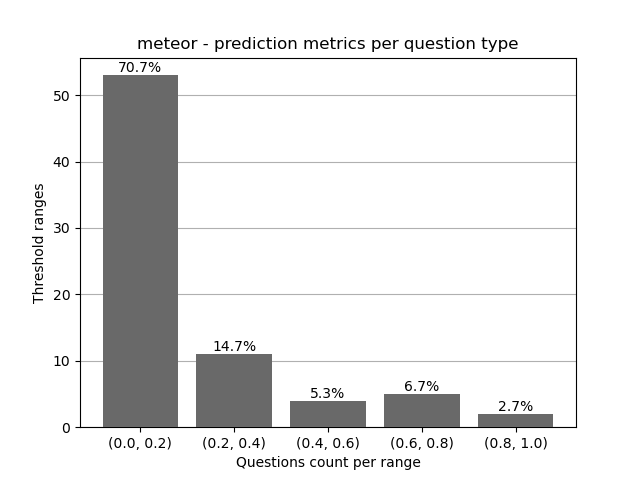 meteor - prediction metrics per question type
70.7%
14.7%
5.3%
6.7%
2.7%
50
40
30
20
10
0
Threshold ranges
(0.0, 0.2) (0.2, 0.4) (0.4, 0.6) (0.6, 0.8) (0.8, 1.0)
Questions count per range